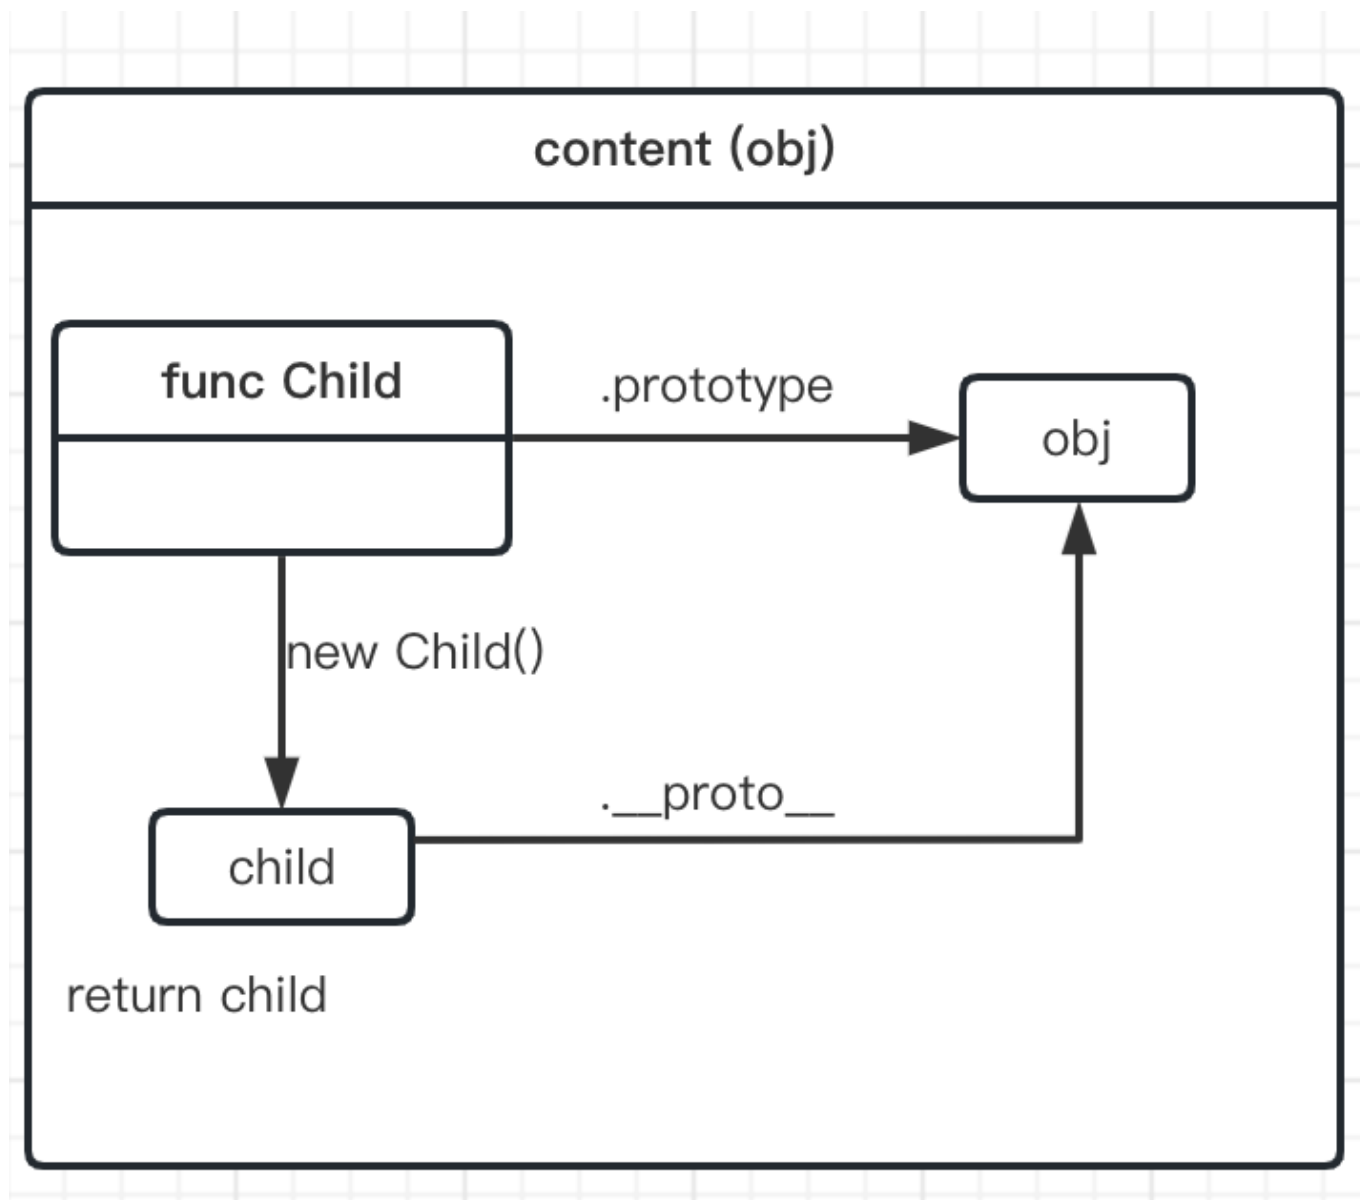 content (obj)
func Child
.prototype
obj
new Child()
.__proto__
child
return child